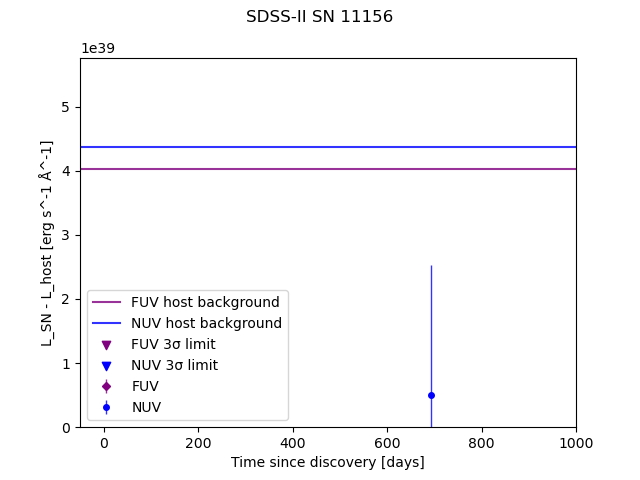 SDSS-II SN 11156
1e39
L_SN - L_host [erg s^-1 Å^-1]
5
4
3
2
1
0
FUV host background
NUV host background
FUV 3σ limit
NUV 3σ limit
FUV
NUV
0 200 400 600 800 1000
Time since discovery [days]